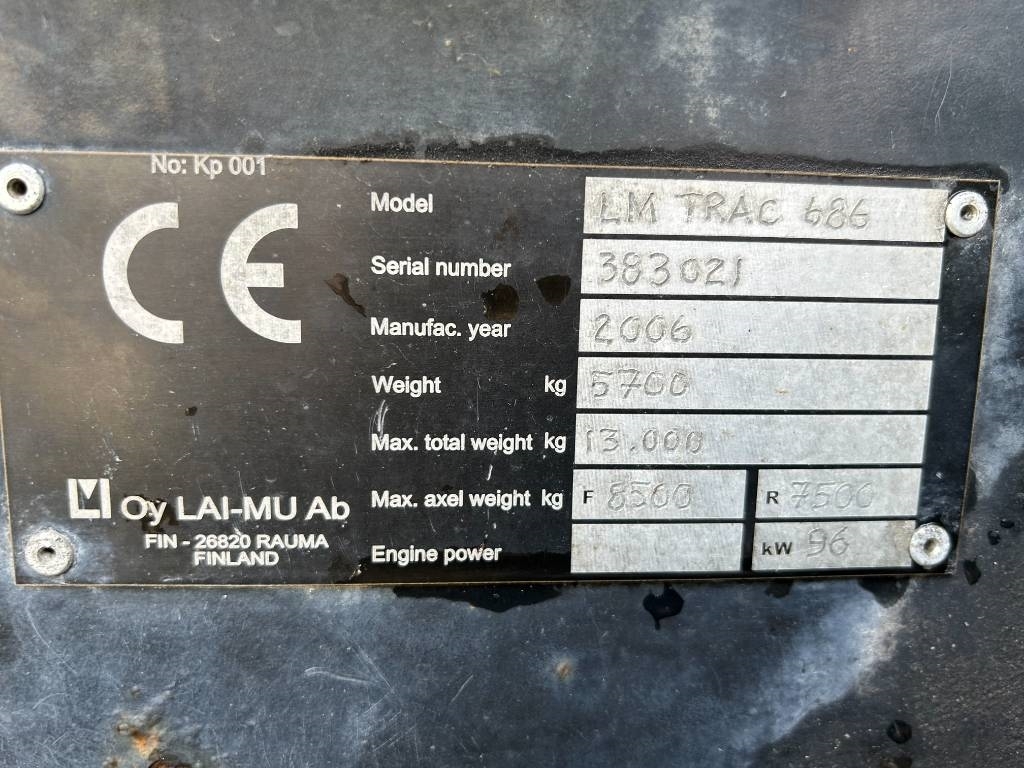 No: Kp 001
CE
Model LM TRAC 686
Serial number 383021
Manufac. year 2006
Weight kg 5700
Max. total weight kg 13.000
Max. axel weight kg F 8500 R 7500
Engine power kW 96
LM Oy LAI-MU Ab
FIN - 26820 RAUMA
FINLAND